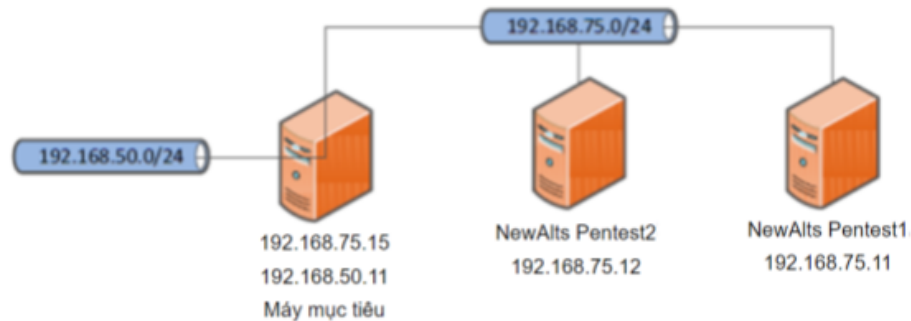 192.168.75.0/24
192.168.50.0/24
192.168.75.15
192.168.50.11
Máy mục tiêu
NewAlts Pentest2
192.168.75.12
NewAlts Pentest1
192.168.75.11